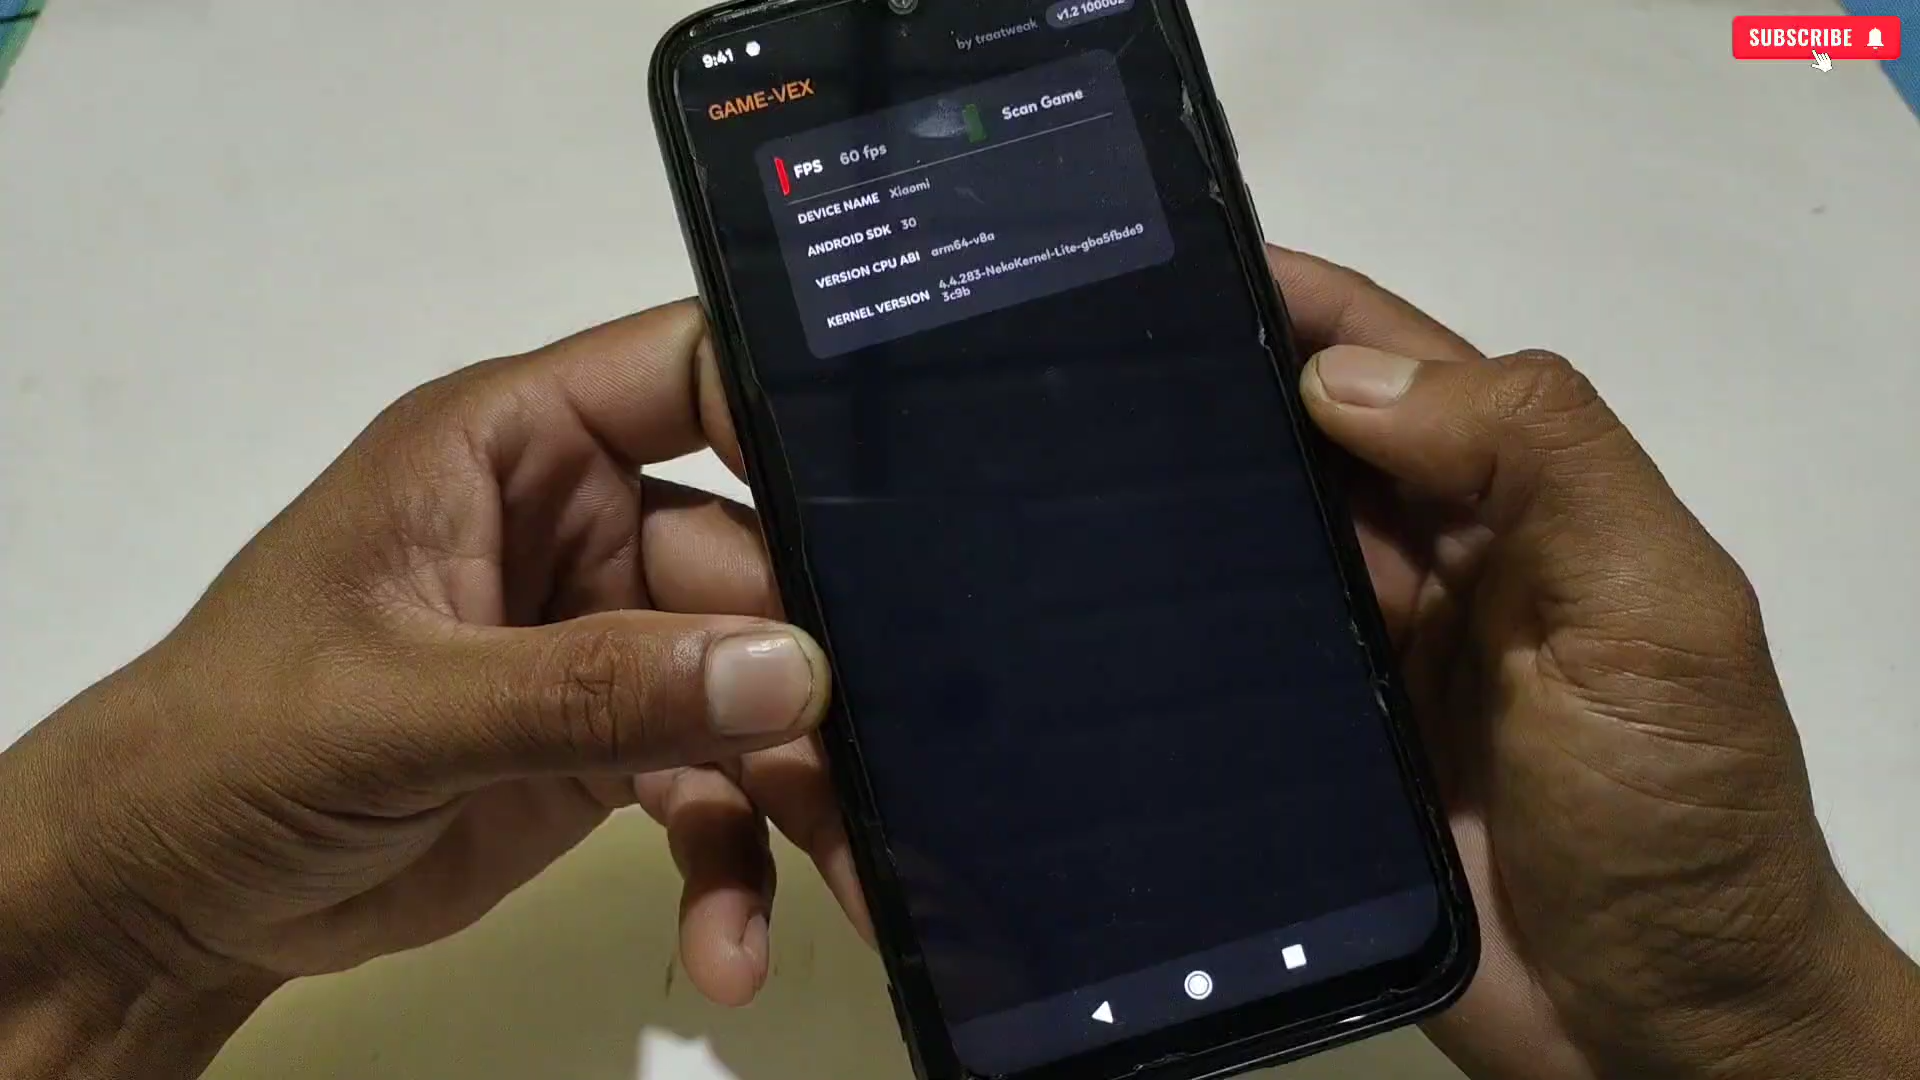 SUBSCRIBE
9:41
by traatweak
v1.2 100002
GAME-VEX
FPS 60 fps
Scan Game
DEVICE NAME Xiaomi
ANDROID SDK 30
VERSION CPU ABI arm64-v8a
KERNEL VERSION 4.4.283-NekoKernel-Lite-gba5fbde9
3c9b